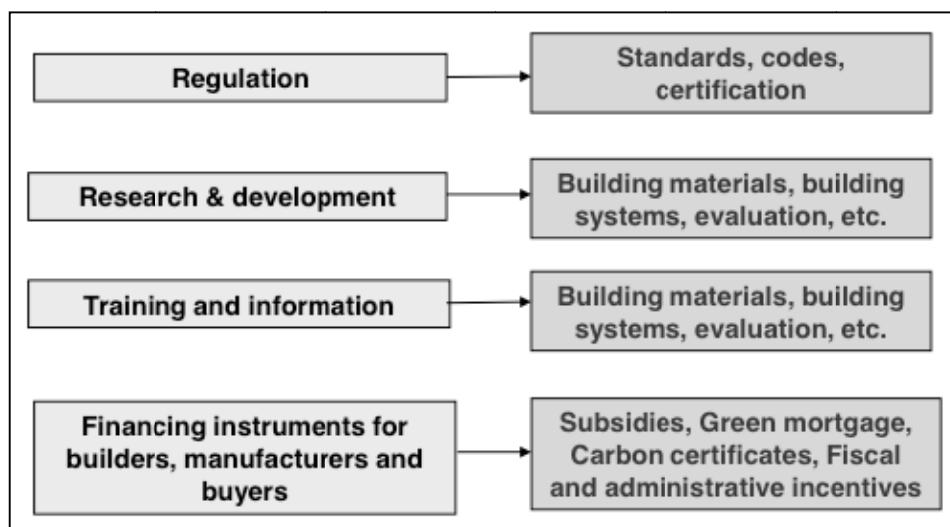 Regulation
Standards, codes,
certification
Research & development
Building materials, building
systems, evaluation, etc.
Training and information
Building materials, building
systems, evaluation, etc.
Financing instruments for
builders, manufacturers and
buyers
Subsidies, Green mortgage,
Carbon certificates, Fiscal
and administrative incentives